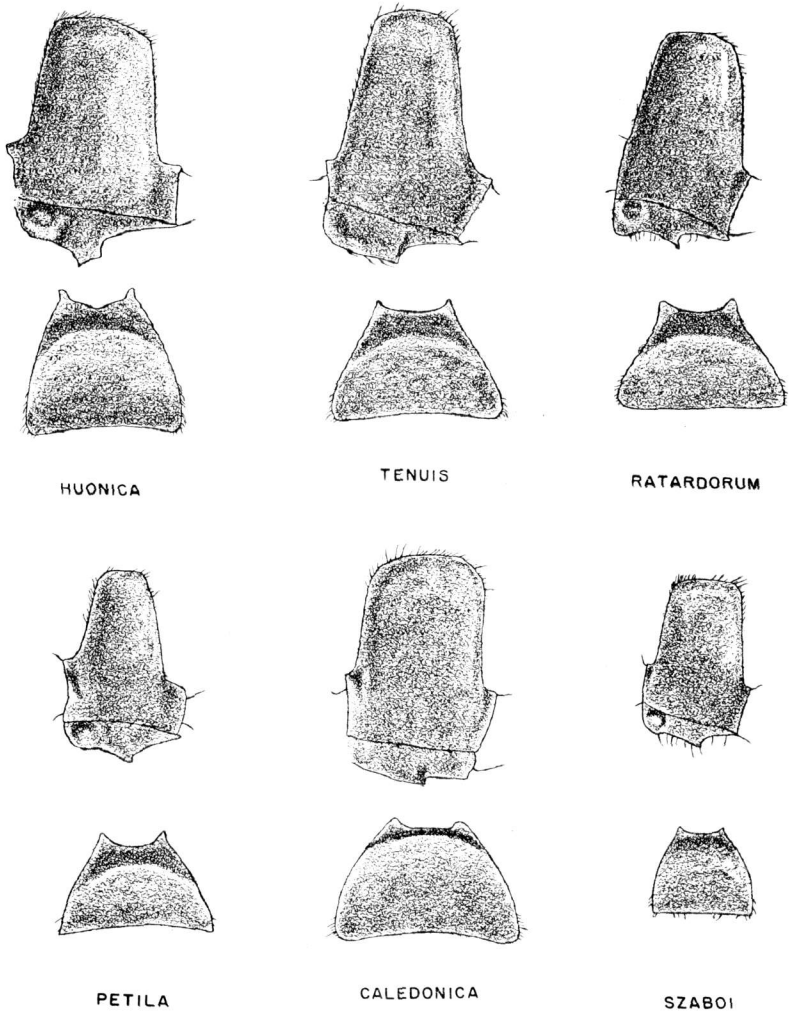 HUONICA
TENUIS
RATARDORUM
PETILA
CALEDONICA
SZABOI